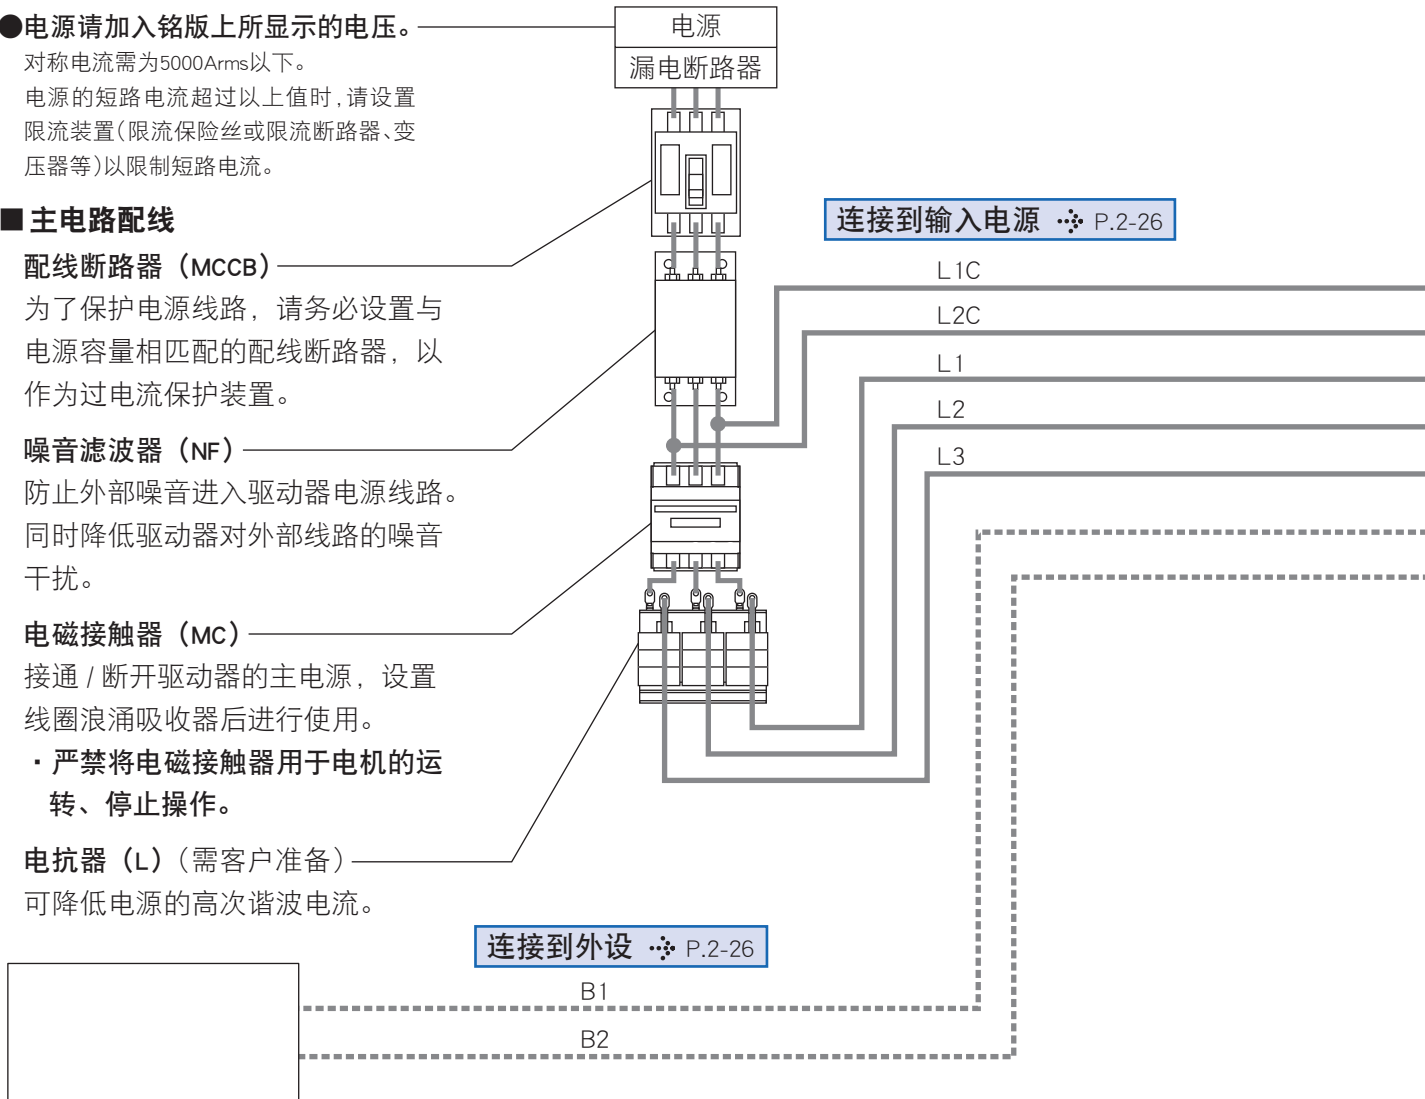 ●电源请加入铭版上所显示的电压。
对称电流需为5000Arms以下。
电源的短路电流超过以上值时，请设置
限流装置（限流保险丝或限流断路器、变
压器等）以限制短路电流。
■ 主电路配线
配线断路器（MCCB）
为了保护电源线路，请务必设置与
电源容量相匹配的配线断路器，以
作为过电流保护装置。
噪音滤波器（NF）
防止外部噪音进入驱动器电源线路。
同时降低驱动器对外部线路的噪音
干扰。
电磁接触器（MC）
接通 / 断开驱动器的主电源，设置
线圈浪涌吸收器后进行使用。
・严禁将电磁接触器用于电机的运
转、停止操作。
电抗器（L）（需客户准备）
可降低电源的高次谐波电流。
电源
漏电断路器
连接到输入电源 P.2-26
L1C
L2C
L1
L2
L3
连接到外设 P.2-26
B1
B2